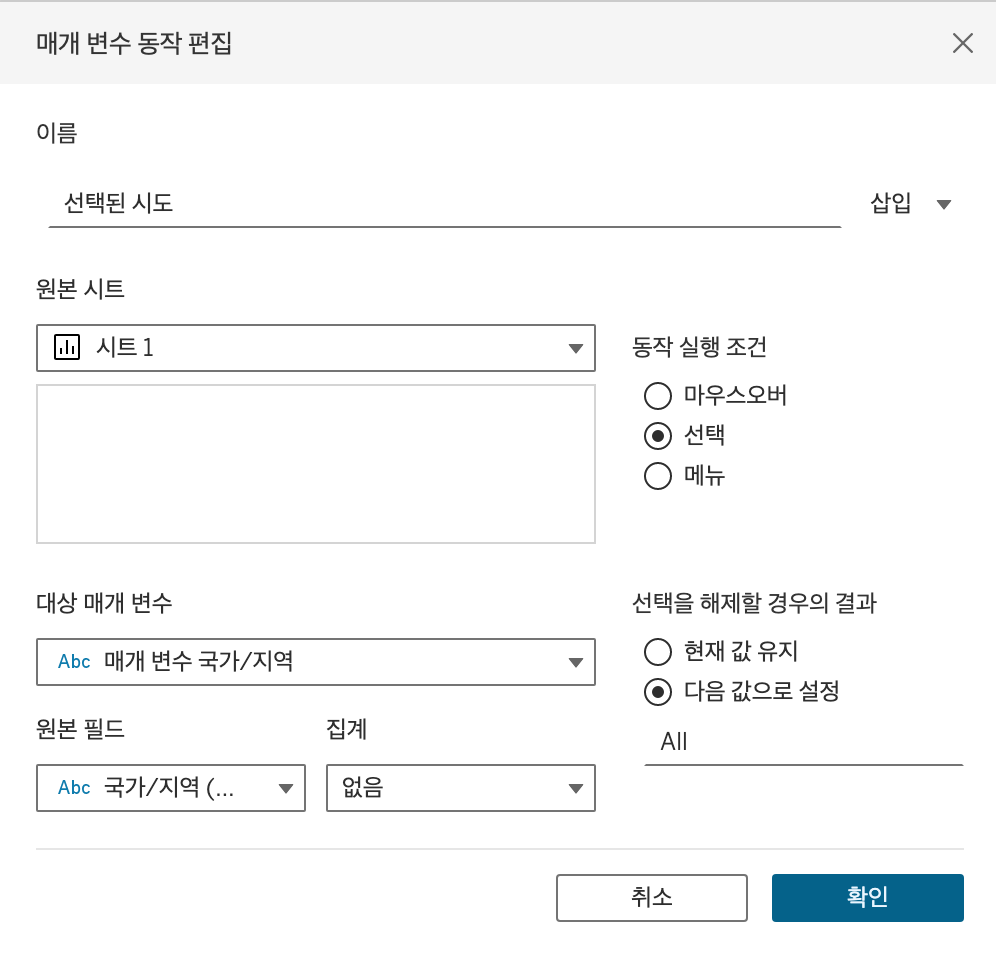 매개 변수 동작 편집
이름
선택된 시도
삽입
원본 시트
시트 1
동작 실행 조건
마우스오버
선택
메뉴
대상 매개 변수
Abc 매개 변수 국가/지역
선택을 해제할 경우의 결과
현재 값 유지
다음 값으로 설정
All
원본 필드
집계
Abc 국가/지역 (...
없음
취소
확인